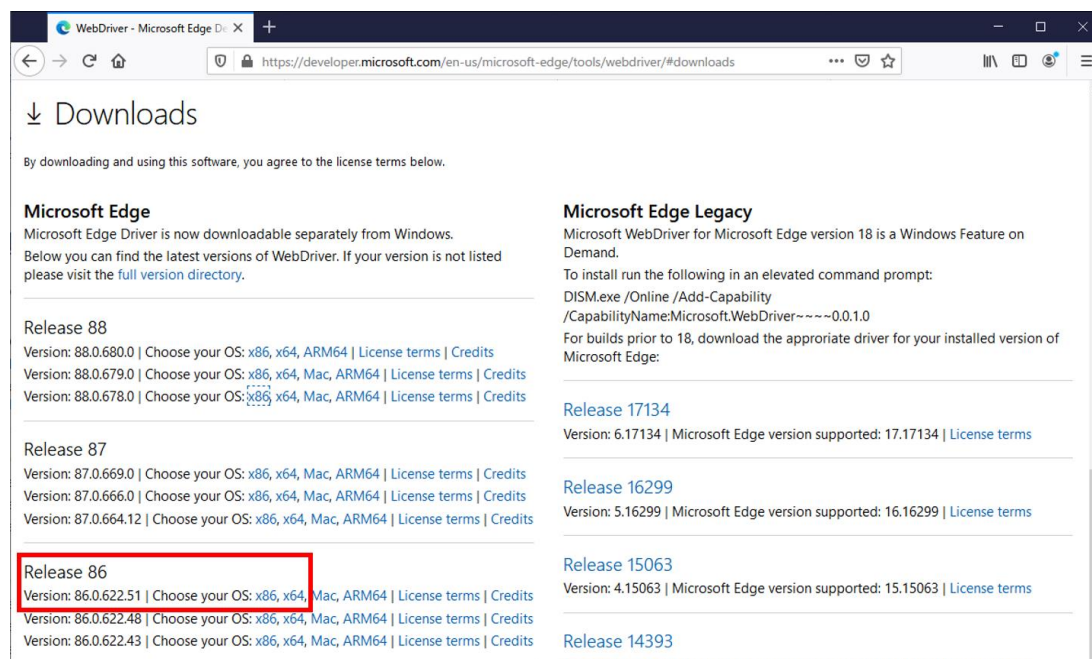 WebDriver - Microsoft Edge De
https://developer.microsoft.com/en-us/microsoft-edge/tools/webdriver/#downloads
Downloads
By downloading and using this software, you agree to the license terms below.
Microsoft Edge
Microsoft Edge Driver is now downloadable separately from Windows.
Below you can find the latest versions of WebDriver. If your version is not listed
please visit the full version directory.
Release 88
Version: 88.0.680.0 | Choose your OS: x86, x64, ARM64 | License terms | Credits
Version: 88.0.679.0 | Choose your OS: x86, x64, Mac, ARM64 | License terms | Credits
Version: 88.0.678.0 | Choose your OS: x86, x64, Mac, ARM64 | License terms | Credits
Release 87
Version: 87.0.669.0 | Choose your OS: x86, x64, Mac, ARM64 | License terms | Credits
Version: 87.0.666.0 | Choose your OS: x86, x64, Mac, ARM64 | License terms | Credits
Version: 87.0.664.12 | Choose your OS: x86, x64, Mac, ARM64 | License terms | Credits
Release 86
Version: 86.0.622.51 | Choose your OS: x86, x64, Mac, ARM64 | License terms | Credits
Version: 86.0.622.48 | Choose your OS: x86, x64, Mac, ARM64 | License terms | Credits
Version: 86.0.622.43 | Choose your OS: x86, x64, Mac, ARM64 | License terms | Credits
Microsoft Edge Legacy
Microsoft WebDriver for Microsoft Edge version 18 is a Windows Feature on
Demand.
To install run the following in an elevated command prompt:
DISM.exe /Online /Add-Capability
/CapabilityName:Microsoft.WebDriver~~~~0.0.1.0
For builds prior to 18, download the approriate driver for your installed version of
Microsoft Edge:
Release 17134
Version: 6.17134 | Microsoft Edge version supported: 17.17134 | License terms
Release 16299
Version: 5.16299 | Microsoft Edge version supported: 16.16299 | License terms
Release 15063
Version: 4.15063 | Microsoft Edge version supported: 15.15063 | License terms
Release 14393